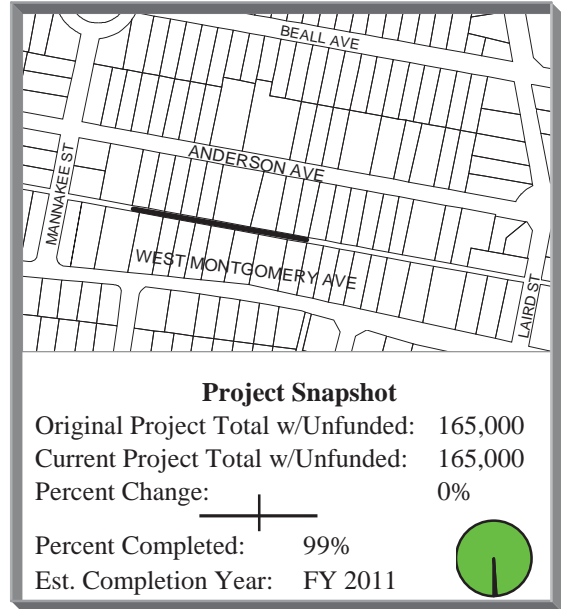 BEALL AVE
ANDERSON AVE
MANNAKEE ST
WEST MONTGOMERY AVE
LAIRD ST
Project Snapshot
Original Project Total w/Unfunded: 165,000
Current Project Total w/Unfunded: 165,000
Percent Change: 0%
Percent Completed: 99%
Est. Completion Year: FY 2011